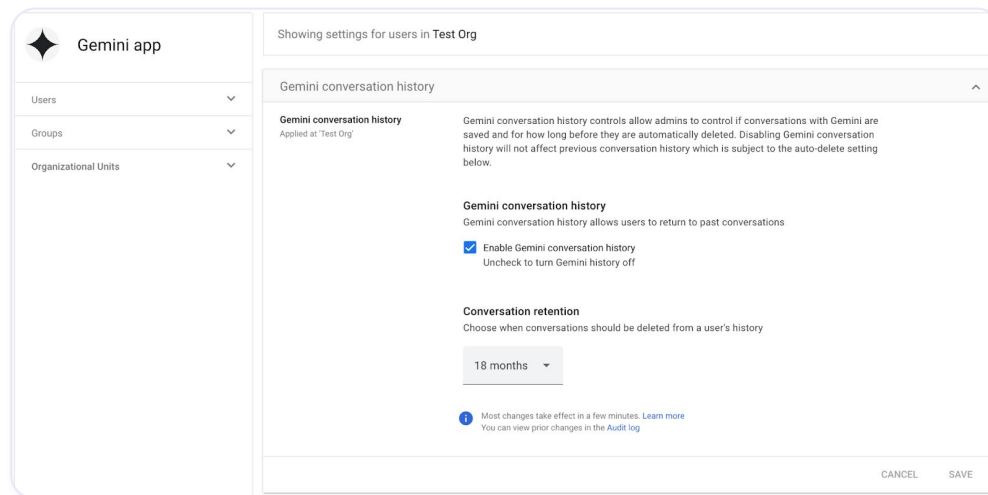 Gemini app
Users
Groups
Organizational Units
Showing settings for users in Test Org
Gemini conversation history
Gemini conversation history
Applied at 'Test Org'
Gemini conversation history controls allow admins to control if conversations with Gemini are
saved and for how long before they are automatically deleted. Disabling Gemini conversation
history will not affect previous conversation history which is subject to the auto-delete setting
below.
Gemini conversation history
Gemini conversation history allows users to return to past conversations
Enable Gemini conversation history
Uncheck to turn Gemini history off
Conversation retention
Choose when conversations should be deleted from a user's history
18 months
Most changes take effect in a few minutes. Learn more
You can view prior changes in the Audit log
CANCEL SAVE